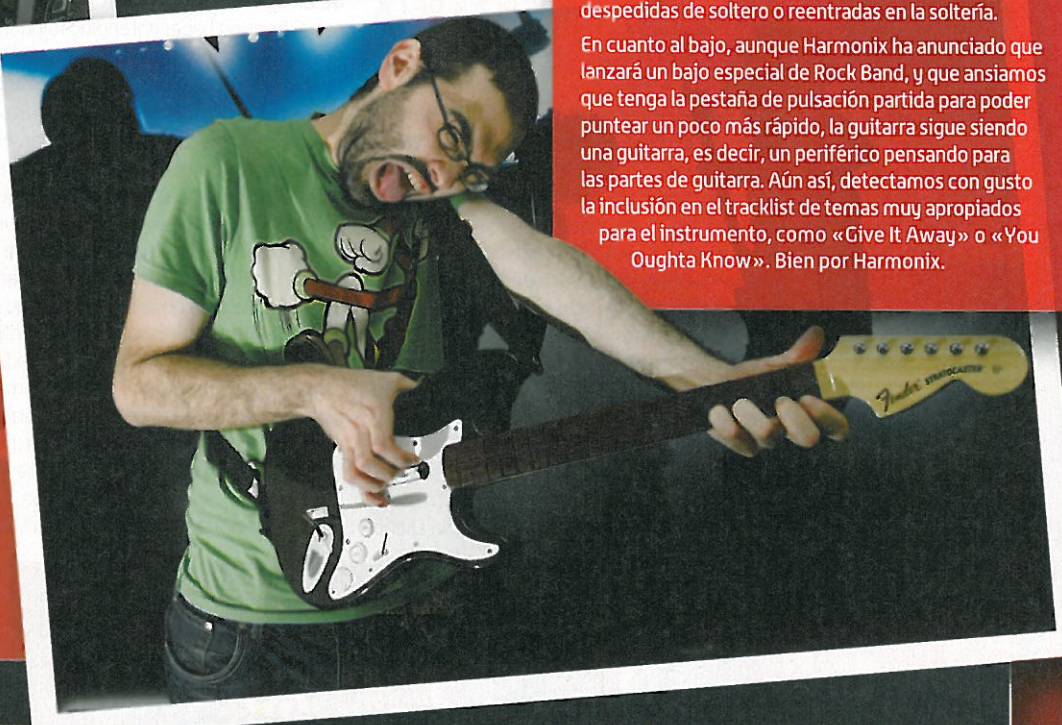 despedidas de soltero o reentradas en la soltería.
En cuanto al bajo, aunque Harmonix ha anunciado que
lanzará un bajo especial de Rock Band, y que ansiamos
que tenga la pestaña de pulsación partida para poder
puntear un poco más rápido, la guitarra sigue siendo
una guitarra, es decir, un periférico pensando para
las partes de guitarra. Aún así, detectamos con gusto
la inclusión en el tracklist de temas muy apropiados
para el instrumento, como «Give It Away» o «You
Oughta Know». Bien por Harmonix.
Fender STRATOCASTER